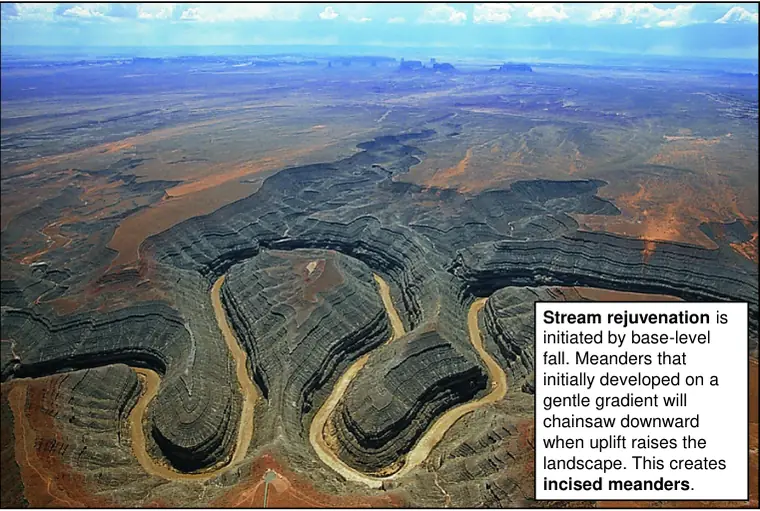 Stream rejuvenation is
initiated by base-level
fall. Meanders that
initially developed on a
gentle gradient will
chainsaw downward
when uplift raises the
landscape. This creates
incised meanders.